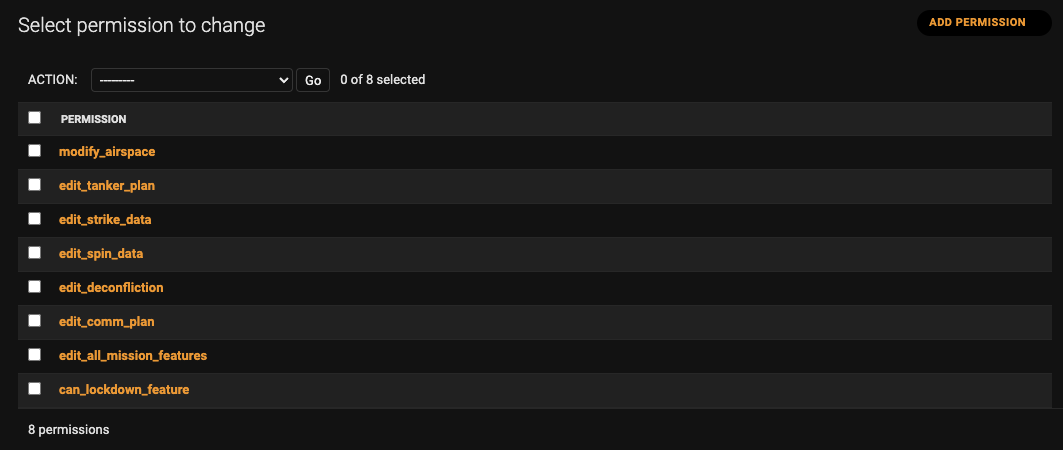 Select permission to change
ADD PERMISSION
ACTION: --------- Go 0 of 8 selected
PERMISSION
modify_airspace
edit_tanker_plan
edit_strike_data
edit_spin_data
edit_deconfliction
edit_comm_plan
edit_all_mission_features
can_lockdown_feature
8 permissions